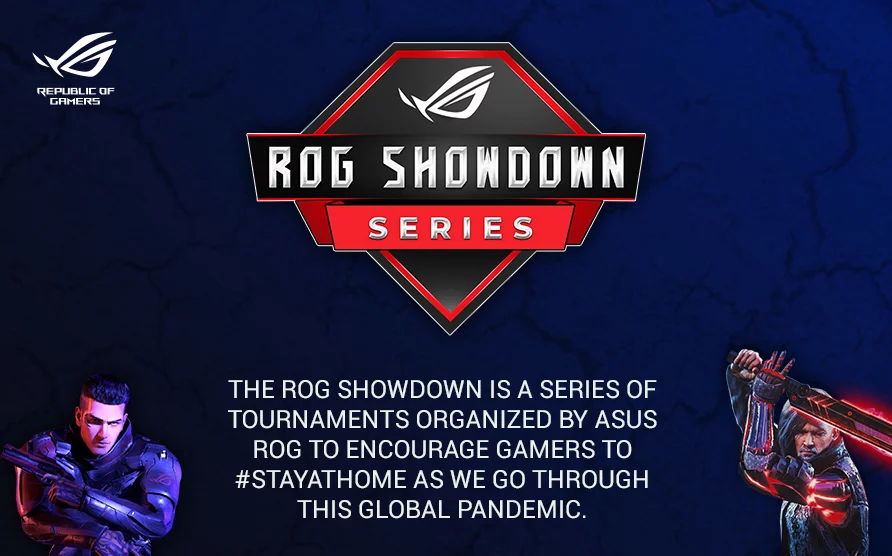 REPUBLIC OF
GAMERS
ROG SHOWDOWN
SERIES
THE ROG SHOWDOWN IS A SERIES OF
TOURNAMENTS ORGANIZED BY ASUS
ROG TO ENCOURAGE GAMERS TO
#STAYATHOME AS WE GO THROUGH
THIS GLOBAL PANDEMIC.